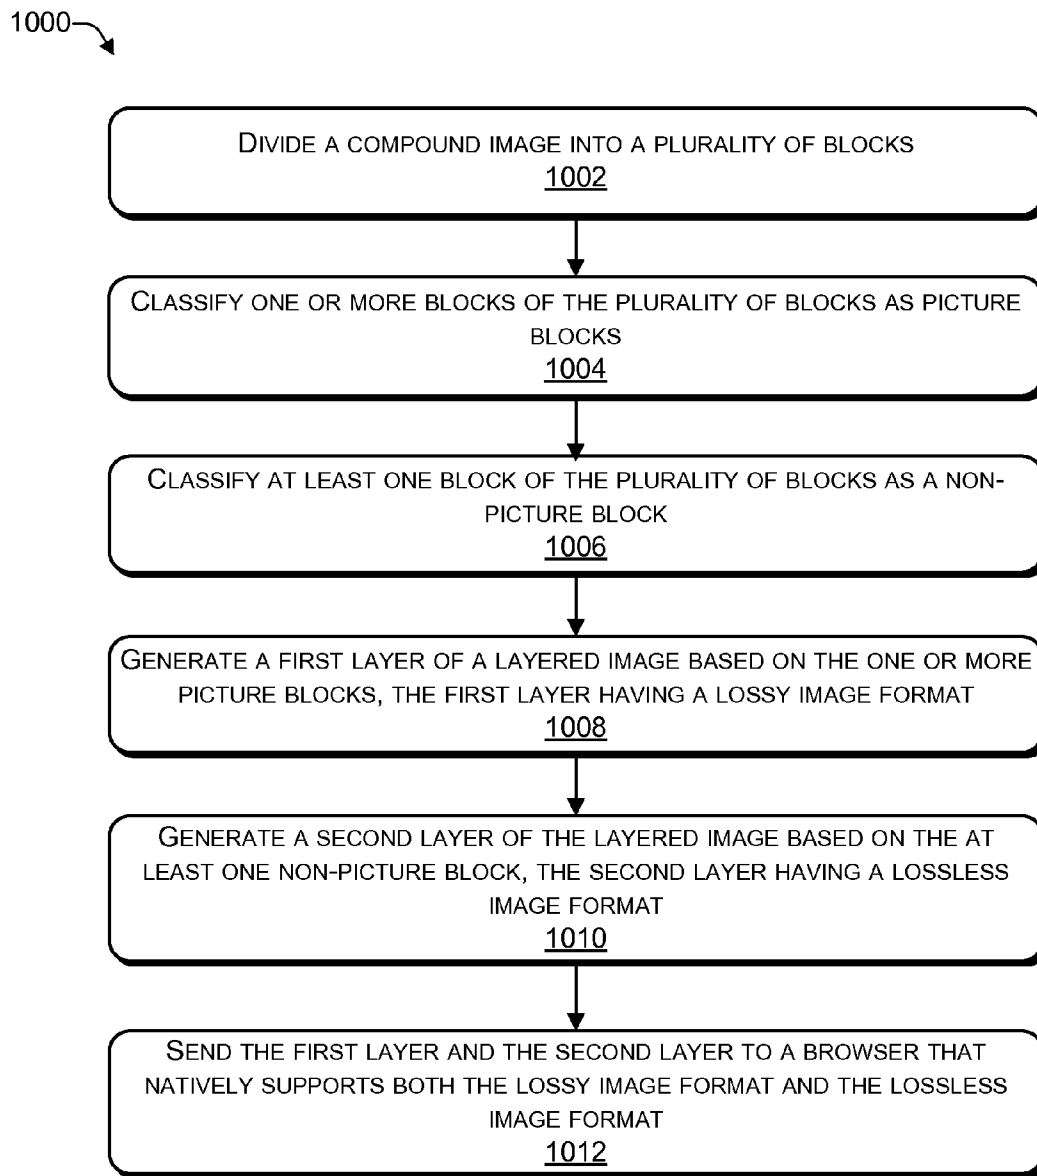 1000
DIVIDE A COMPOUND IMAGE INTO A PLURALITY OF BLOCKS
1002
CLASSIFY ONE OR MORE BLOCKS OF THE PLURALITY OF BLOCKS AS PICTURE
BLOCKS
1004
CLASSIFY AT LEAST ONE BLOCK OF THE PLURALITY OF BLOCKS AS A NON-
PICTURE BLOCK
1006
GENERATE A FIRST LAYER OF A LAYERED IMAGE BASED ON THE ONE OR MORE
PICTURE BLOCKS, THE FIRST LAYER HAVING A LOSSY IMAGE FORMAT
1008
GENERATE A SECOND LAYER OF THE LAYERED IMAGE BASED ON THE AT
LEAST ONE NON-PICTURE BLOCK, THE SECOND LAYER HAVING A LOSSLESS
IMAGE FORMAT
1010
SEND THE FIRST LAYER AND THE SECOND LAYER TO A BROWSER THAT
NATIVELY SUPPORTS BOTH THE LOSSY IMAGE FORMAT AND THE LOSSLESS
IMAGE FORMAT
1012